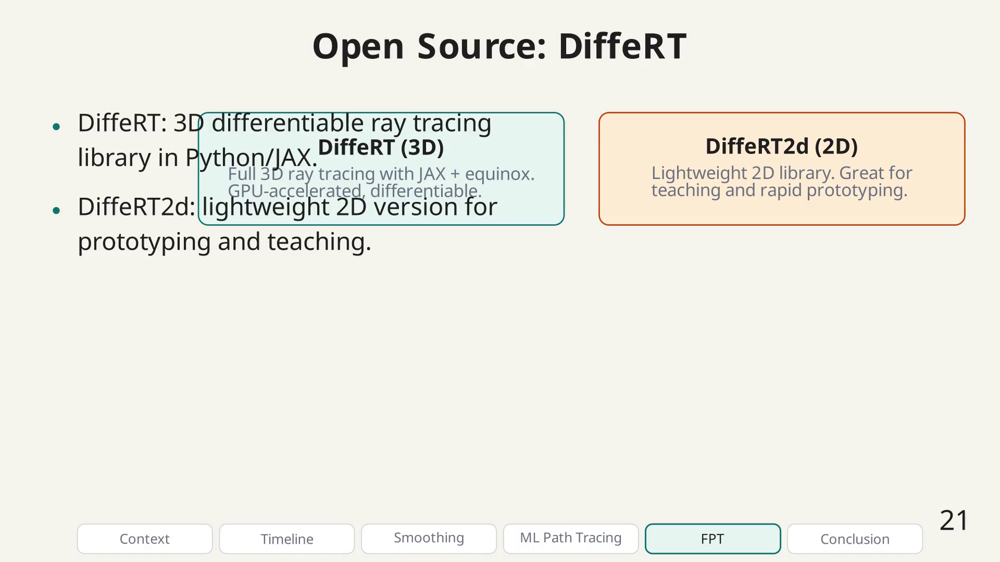 Open Source: DiffeRT
• DiffeRT: 3D differentiable ray tracing
library in Python/JAX.
• DiffeRT2d: lightweight 2D version for
prototyping and teaching.
DiffeRT (3D)
Full 3D ray tracing with JAX + equinox.
GPU-accelerated, differentiable.
DiffeRT2d (2D)
Lightweight 2D library. Great for
teaching and rapid prototyping.
Context
Timeline
Smoothing
ML Path Tracing
FPT
Conclusion
21